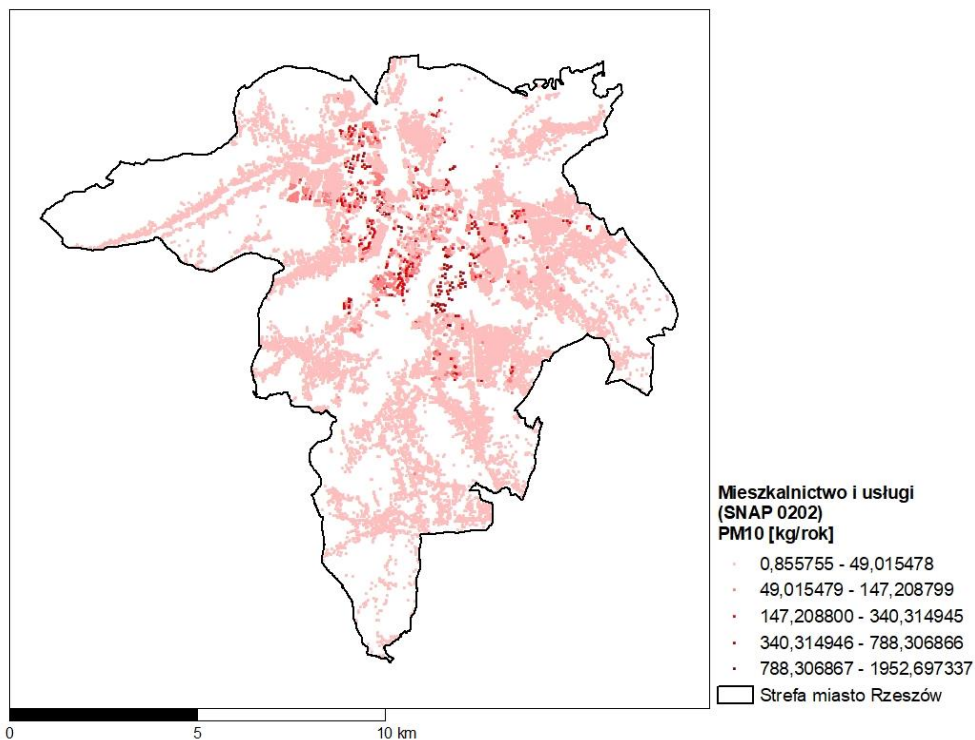 Mieszkalnictwo i usługi
(SNAP 0202)
PM10 [kg/rok]
0,855755 - 49,015478
49,015479 - 147,208799
147,208800 - 340,314945
340,314946 - 788,306866
788,306867 - 1952,697337
Strefa miasto Rzeszów
0 5 10 km